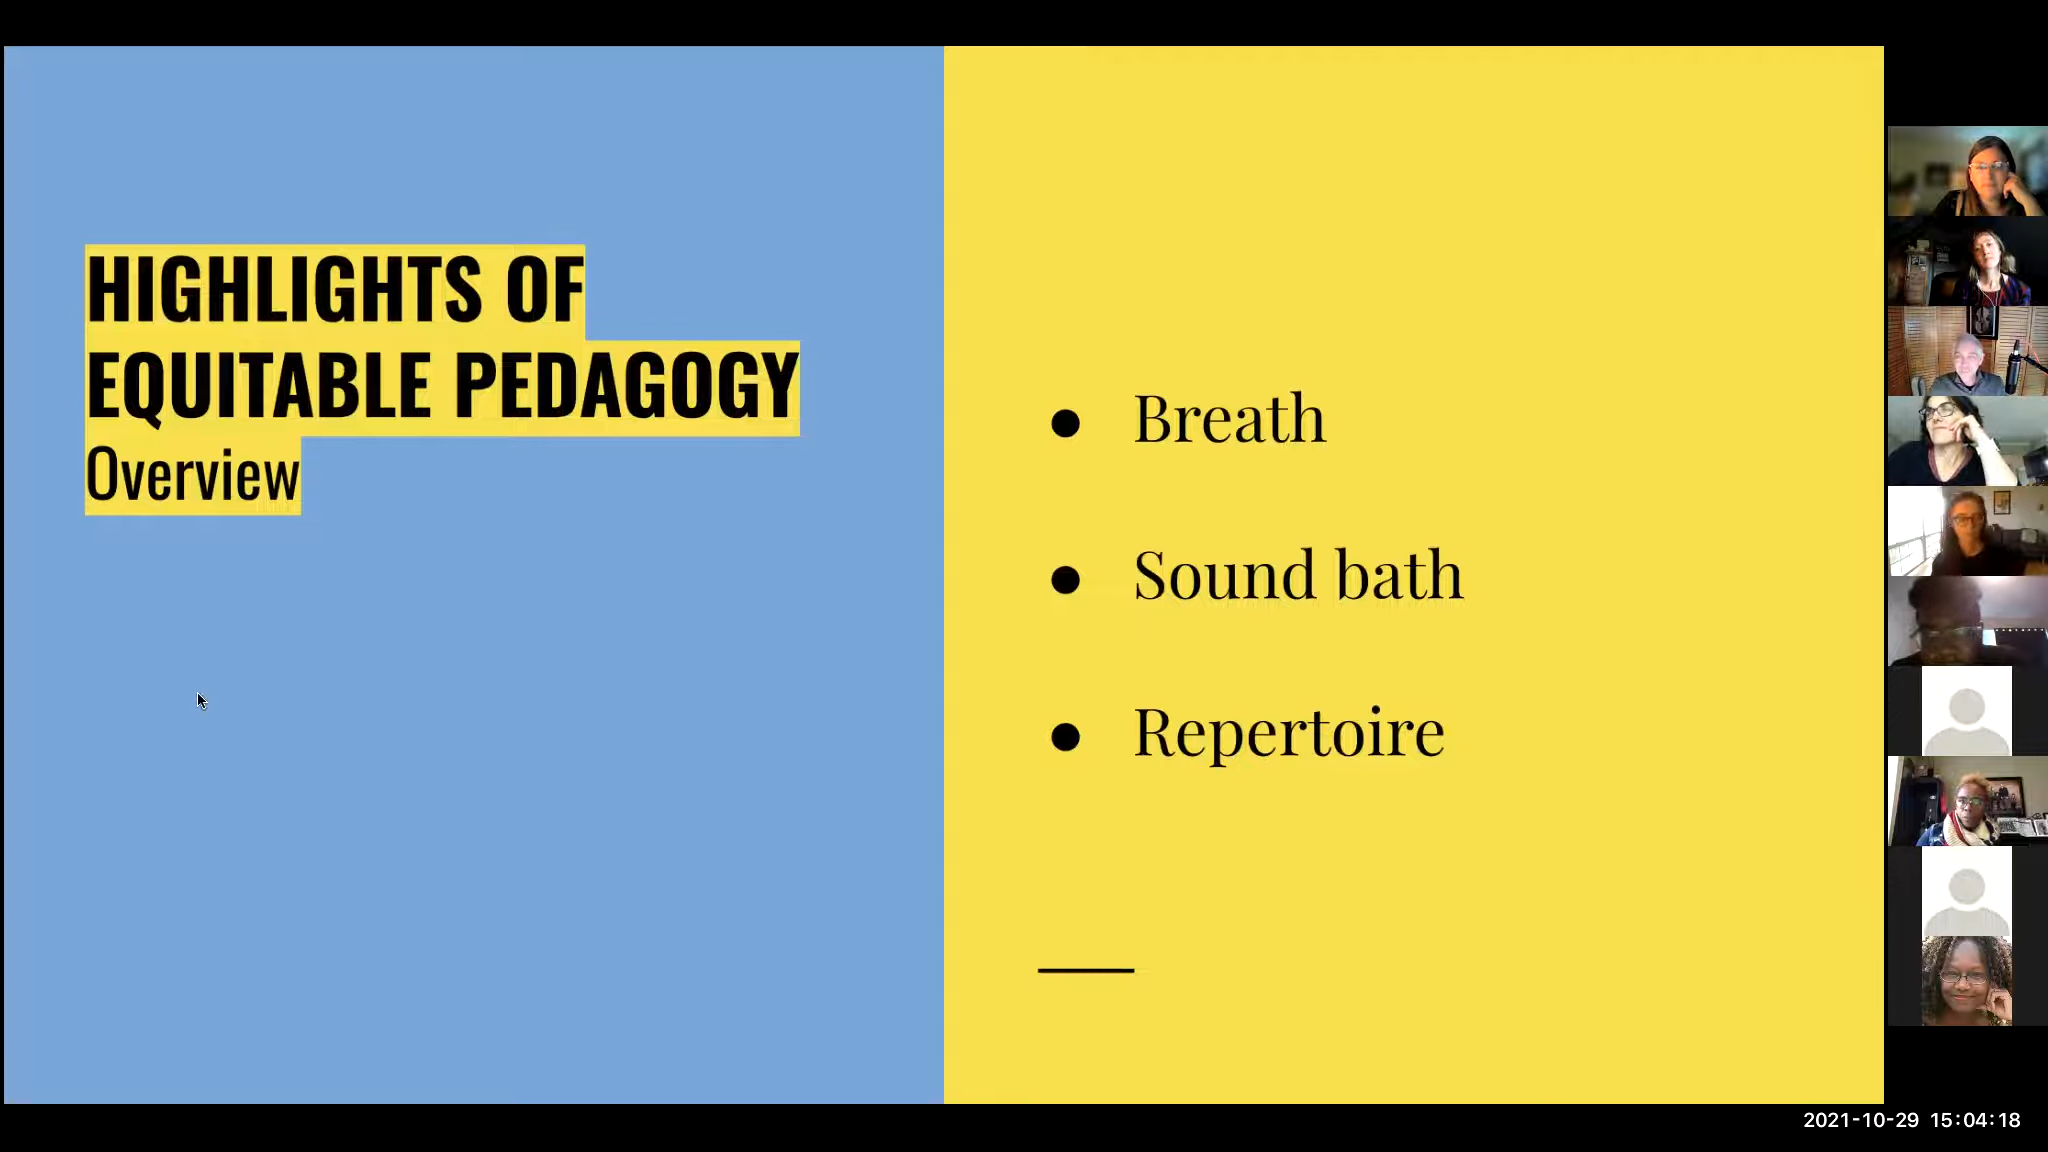 HIGHLIGHTS OF
EQUITABLE PEDAGOGY
Overview
● Breath
● Sound bath
● Repertoire
2021-10-29 15:04:18